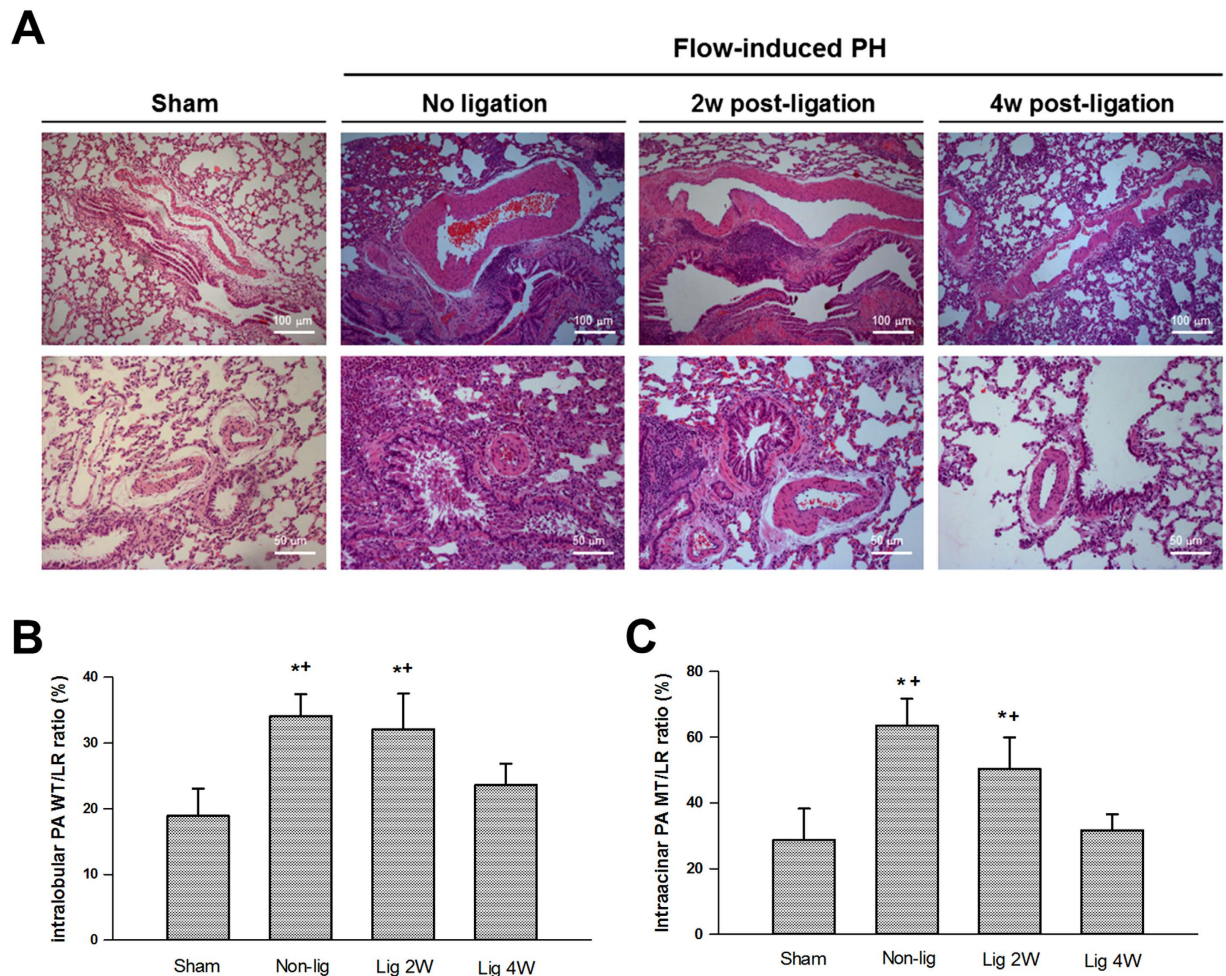 A
Flow-induced PH
Sham No ligation 2w post-ligation 4w post-ligation
100 µm 100 µm 100 µm 100 µm
50 µm 50 µm 50 µm 50 µm
B
intralobular PA WT/LR ratio (%)
40
30
20
10
0
*+ *+
Sham Non-lig Lig 2W Lig 4W
C
Intraacinar PA MT/LR ratio (%)
80
60
40
20
0
*+ *+
Sham Non-lig Lig 2W Lig 4W